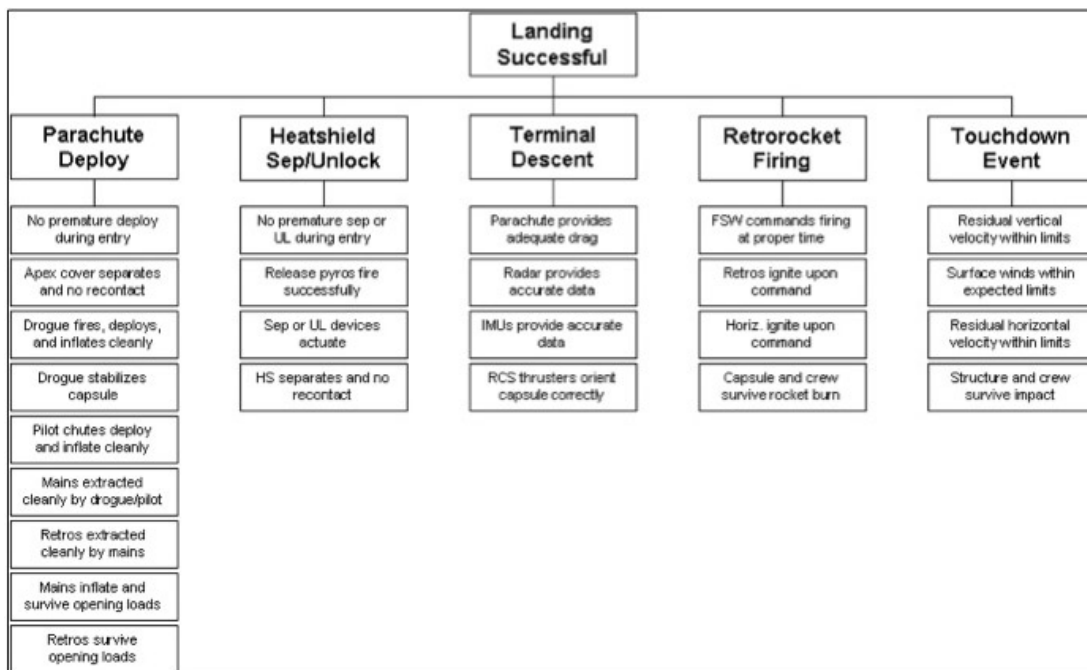 Landing
Successful
Parachute
Deploy
No premature deploy
during entry
Apex cover separates
and no recontact
Drogue fires, deploys,
and inflates cleanly
Drogue stabilizes
capsule
Pilot chutes deploy
and inflate cleanly
Mains extracted
cleanly by drogue/pilot
Retros extracted
cleanly by mains
Mains inflate and
survive opening loads
Retros survive
opening loads
Heatshield
Sep/Unlock
No premature sep or
UL during entry
Release pyros fire
successfully
Sep or UL devices
actuate
HS separates and no
recontact
Terminal
Descent
Parachute provides
adequate drag
Radar provides
accurate data
IMUs provide accurate
data
RCS thrusters orient
capsule correctly
Retrorocket
Firing
FSW commands firing
at proper time
Retros ignite upon
command
Horiz. ignite upon
command
Capsule and crew
survive rocket burn
Touchdown
Event
Residual vertical
velocity within limits
Surface winds within
expected limits
Residual horizontal
velocity within limits
Structure and crew
survive impact